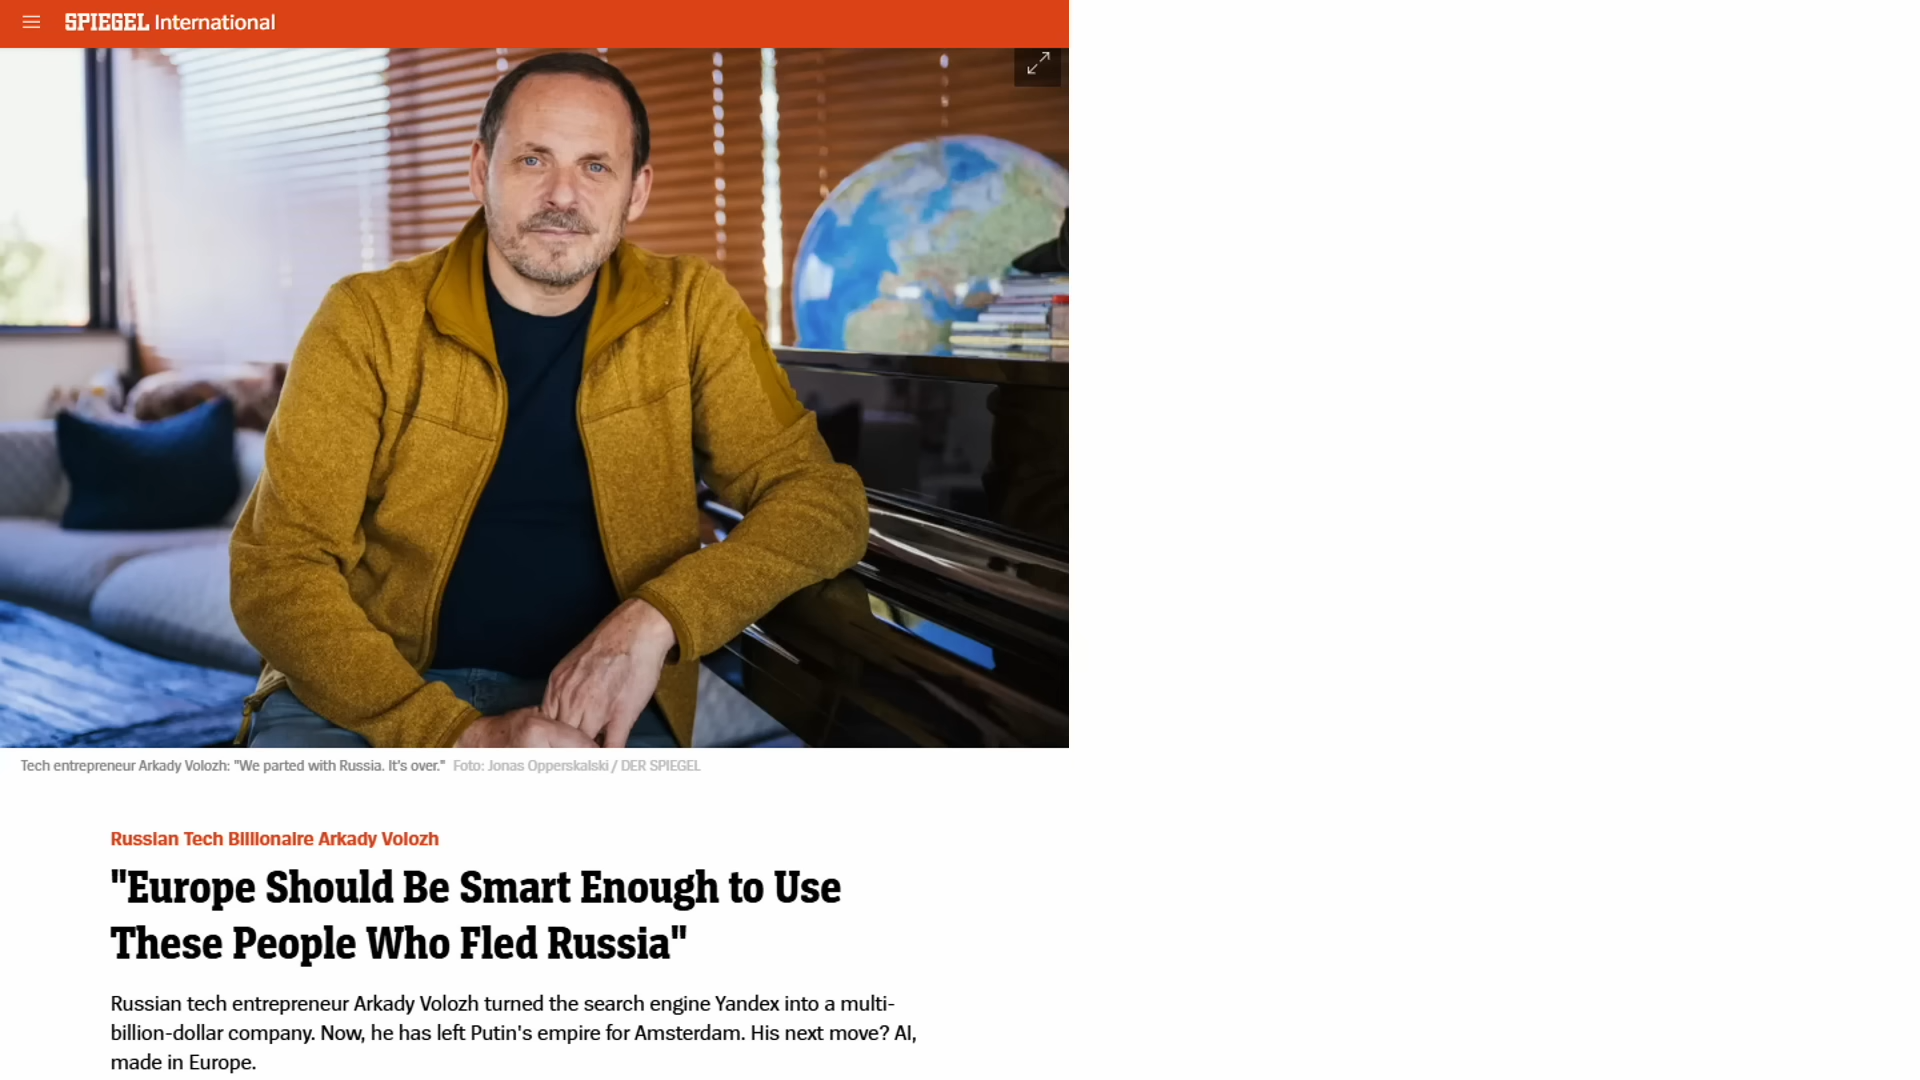 SPIEGEL International
Tech entrepreneur Arkady Volozh: "We parted with Russia. It's over." Foto: Jonas Opperskalski / DER SPIEGEL
Russian Tech Billionaire Arkady Volozh
"Europe Should Be Smart Enough to Use
These People Who Fled Russia"
Russian tech entrepreneur Arkady Volozh turned the search engine Yandex into a multi-
billion-dollar company. Now, he has left Putin's empire for Amsterdam. His next move? AI,
made in Europe.